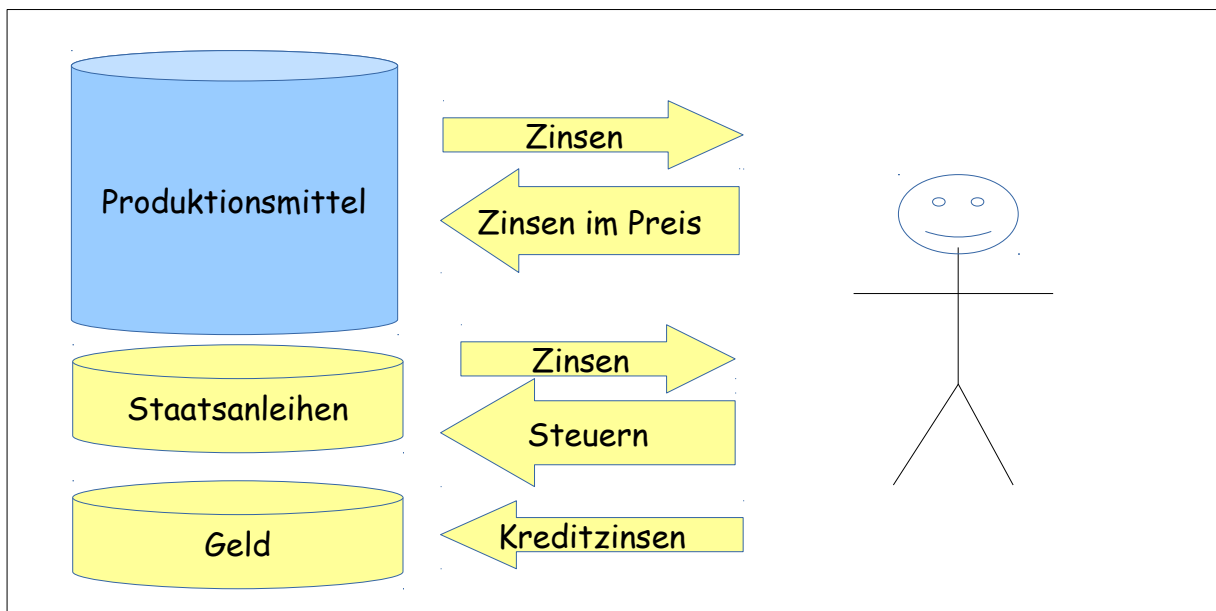 Zinsen
Produktionsmittel
Zinsen im Preis
Zinsen
Staatsanleihen
Steuern
Geld
Kreditzinsen